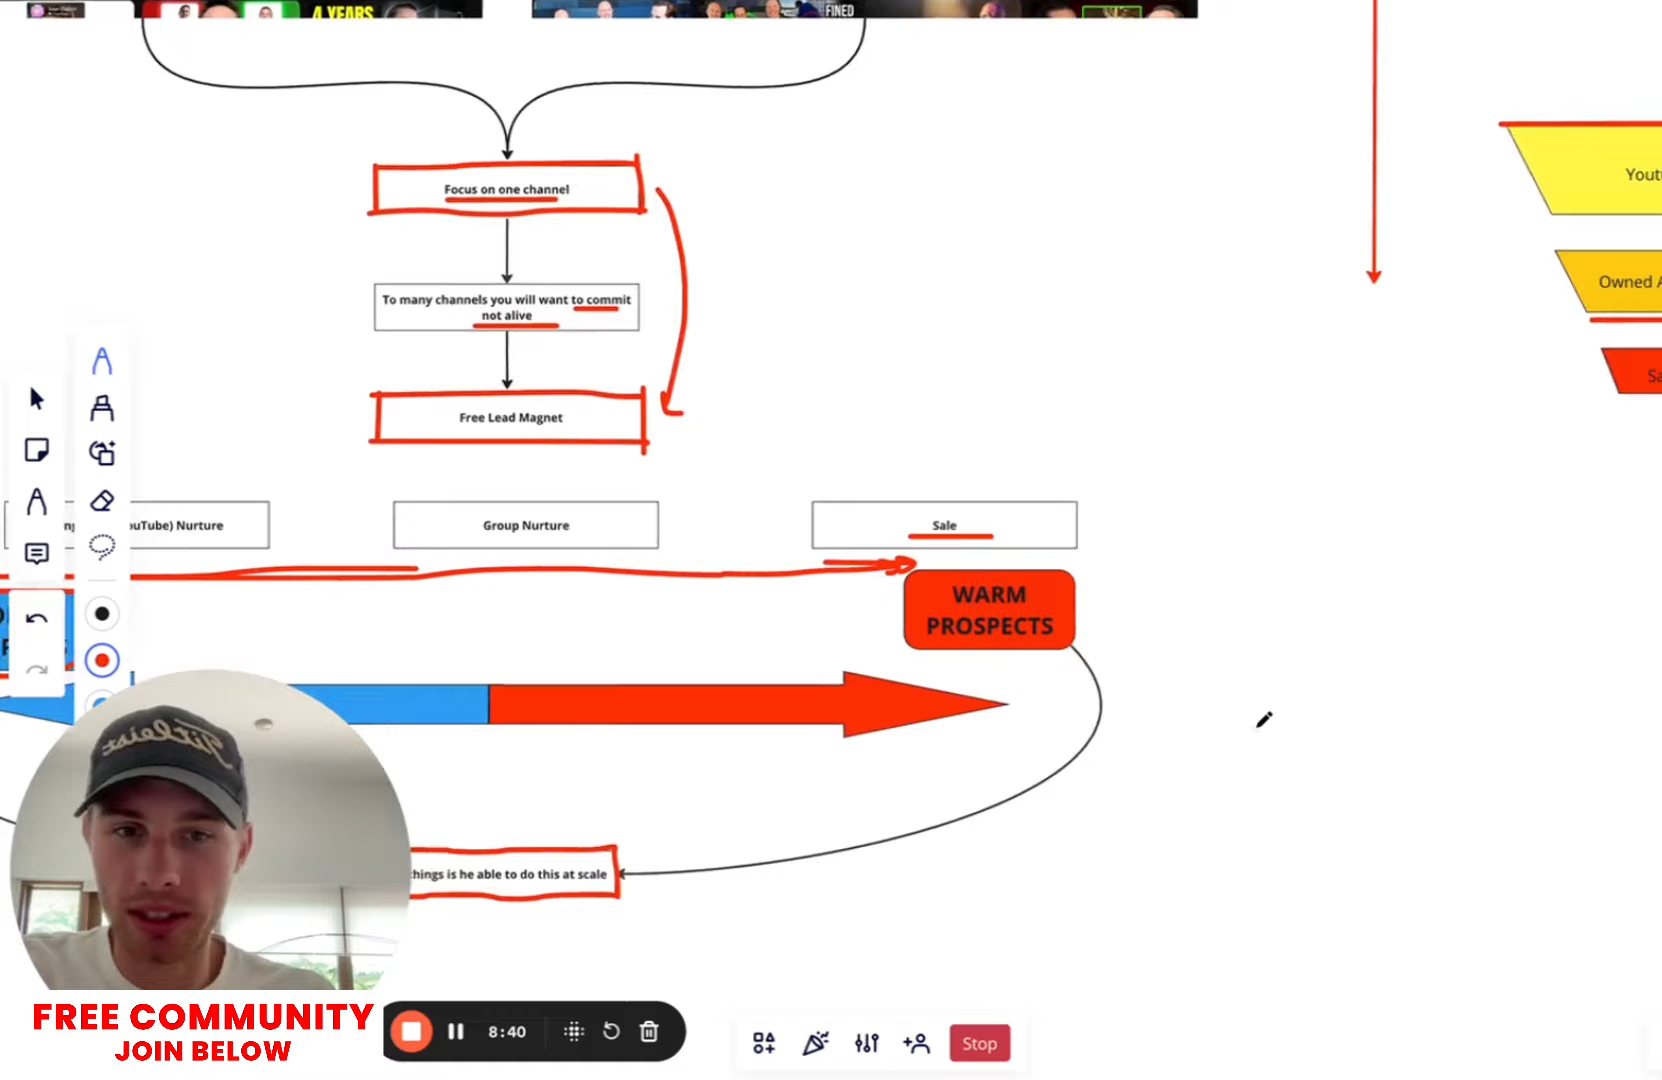 4 YEARS
FINED
Focus on one channel
To many channels you will want to commit
not alive
Free Lead Magnet
uTube) Nurture
Group Nurture
Sale
WARM
PROSPECTS
Yout
Owned A
Sa
Titleist
hings is he able to do this at scale
FREE COMMUNITY
JOIN BELOW
8:40
Stop